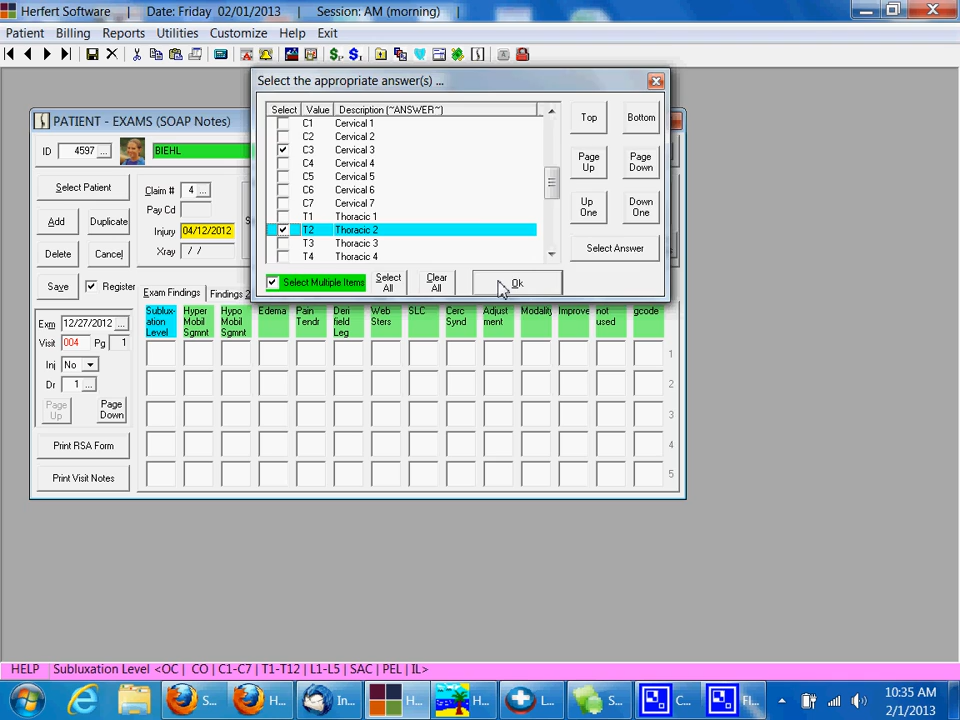 Herfert Software | Date: Friday 02/01/2013 | Session: AM (morning) |
Patient Billing Reports Utilities Customize Help Exit
Select the appropriate answer(s) ...
Select Value Description (~ANSWER~)
C1 Cervical 1
C2 Cervical 2
C3 Cervical 3
C4 Cervical 4
C5 Cervical 5
C6 Cervical 6
C7 Cervical 7
T1 Thoracic 1
T2 Thoracic 2
T3 Thoracic 3
T4 Thoracic 4
Top Bottom
Page Up
Page Down
Up One
Down One
Select Answer
Select Multiple Items
Select All
Clear All
Ok
PATIENT - EXAMS (SOAP Notes)
ID 4597 ... BIEHL
Select Patient
Claim # 4 ...
Add Duplicate
Pay Cd
Injury 04/12/2012
Delete Cancel
Xray / /
Save Register
Exam Findings Findings 2
Exm 12/27/2012 ...
Visit 004 Pg 1
Inj No
Dr 1 ...
Page Up
Page Down
Print RSA Form
Print Visit Notes
Sublux-ation Level
Hyper Mobil Sgmnt
Hypo Mobil Sgmnt
Edema
Pain Tendr
Deri field Leg
Web Sters
SLC
Cerc Synd
Adjust ment
Modality
Improve
not used
gcode
1
2
3
4
5
HELP Subluxation Level <OC | CO | C1-C7 | T1-T12 | L1-L5 | SAC | PEL | IL>
S... H... In... H... H... L... S... C... Fl...
10:35 AM
2/1/2013